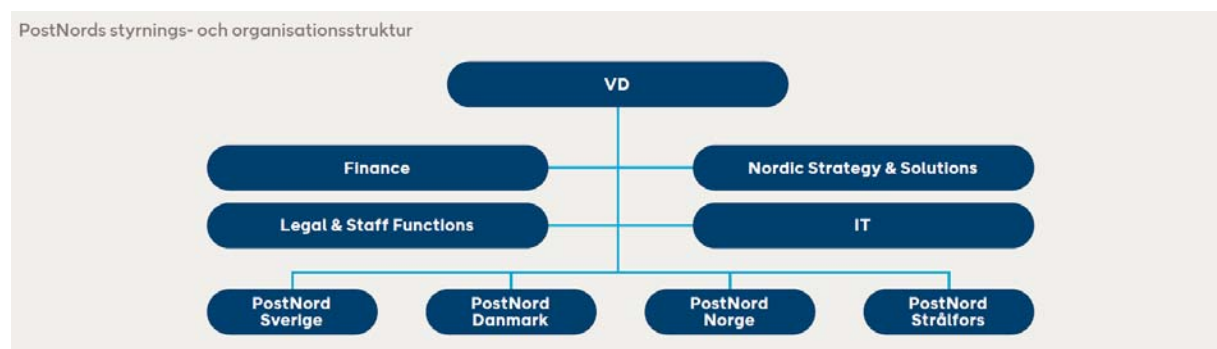 PostNords styrnings- och organisationsstruktur
VD
Finance
Nordic Strategy & Solutions
Legal & Staff Functions
IT
PostNord
Sverige
PostNord
Danmark
PostNord
Norge
PostNord
Strålfors